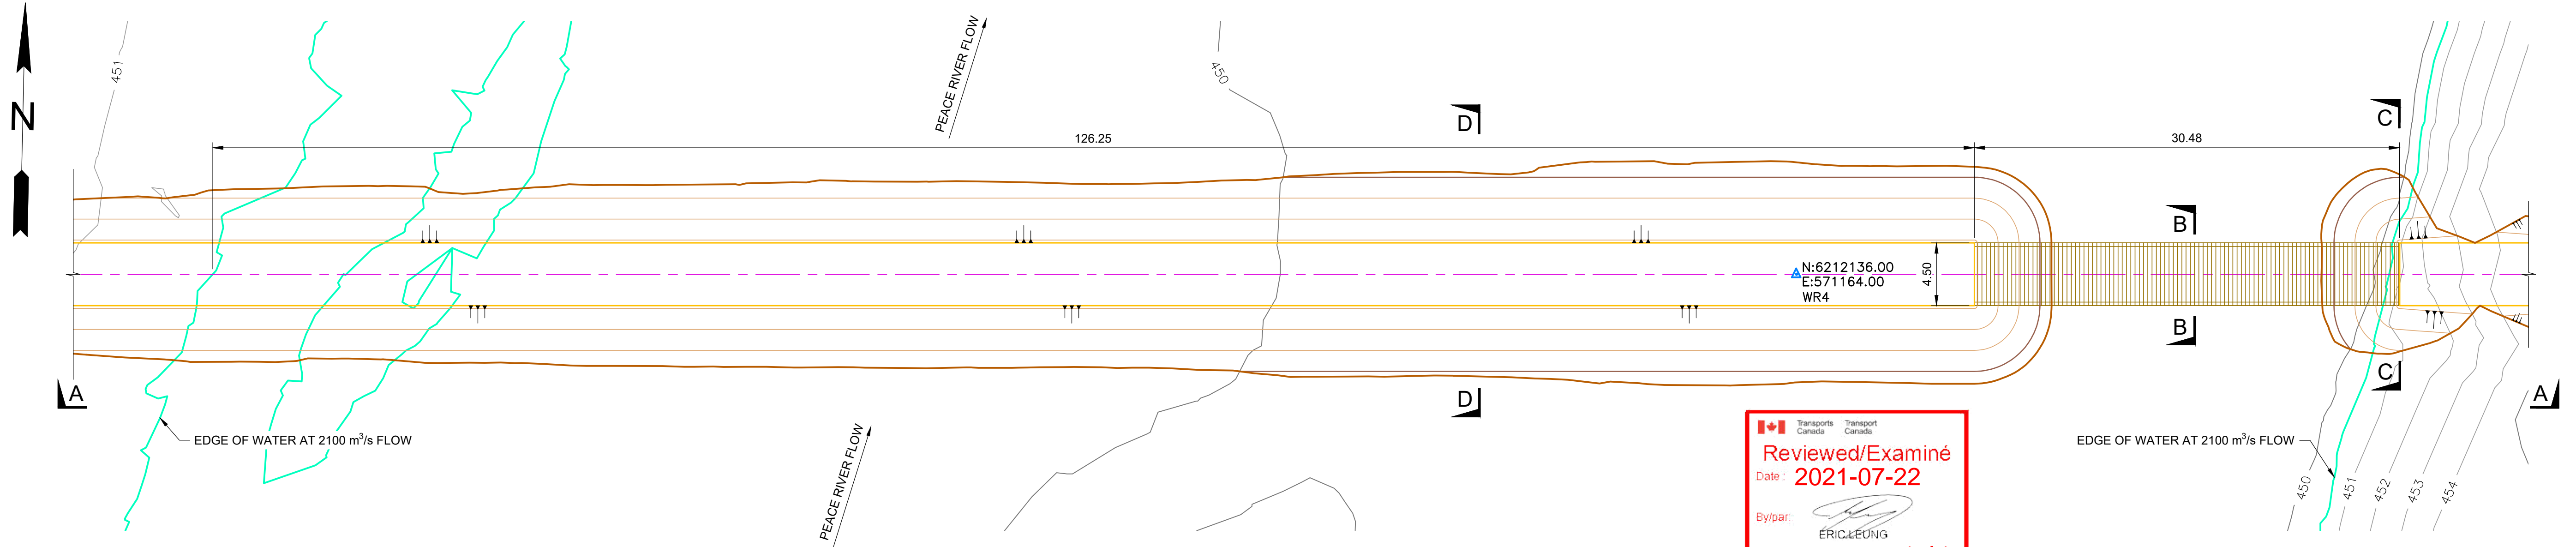 N
451
PEACE RIVER FLOW
450
126.25
D
30.48
C
B
N:6212136.00
E:571164.00
WR4
4.50
B
A
D
C
A
EDGE OF WATER AT 2100 m³/s FLOW
PEACE RIVER FLOW
EDGE OF WATER AT 2100 m³/s FLOW
450
451
452
453
454
Transports Canada
Transport Canada
Reviewed/Examiné
Date : 2021-07-22
By/par:
ERIC LEUNG